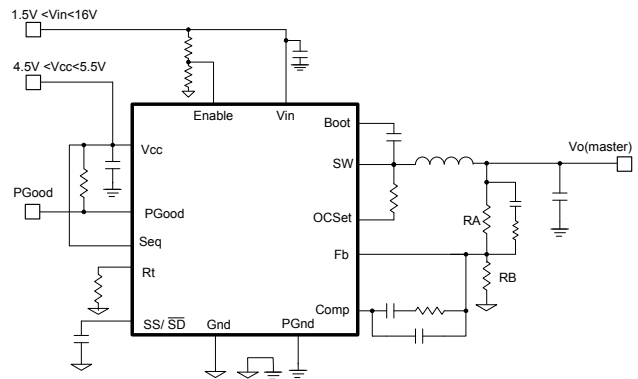 1.5V <Vin<16V
4.5V <Vcc<5.5V
Enable
Vin
Boot
Vcc
SW
Vo(master)
PGood
PGood
OCSet
RA
Seq
Fb
Rt
RB
Comp
SS/ SD
Gnd
PGnd